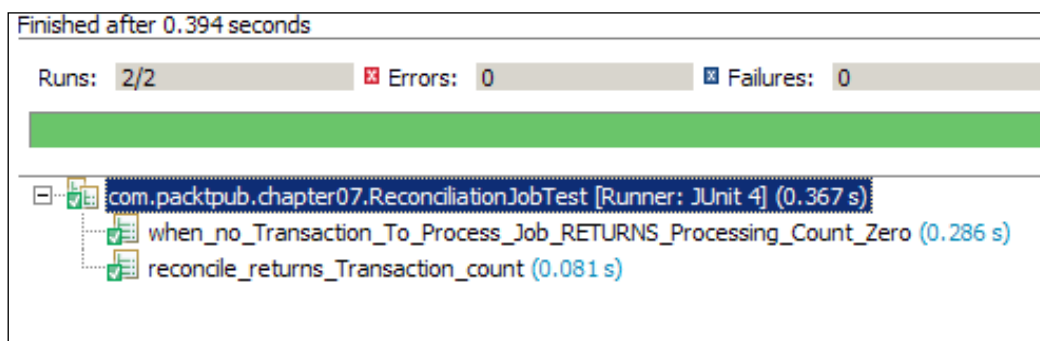 Finished after 0.394 seconds
Runs: 2/2 Errors: 0 Failures: 0
com.packtpub.chapter07.ReconciliationJobTest [Runner: JUnit 4] (0.367 s)
when_no_Transaction_To_Process_Job_RETURNS_Processing_Count_Zero (0.286 s)
reconcile_returns_Transaction_count (0.081 s)